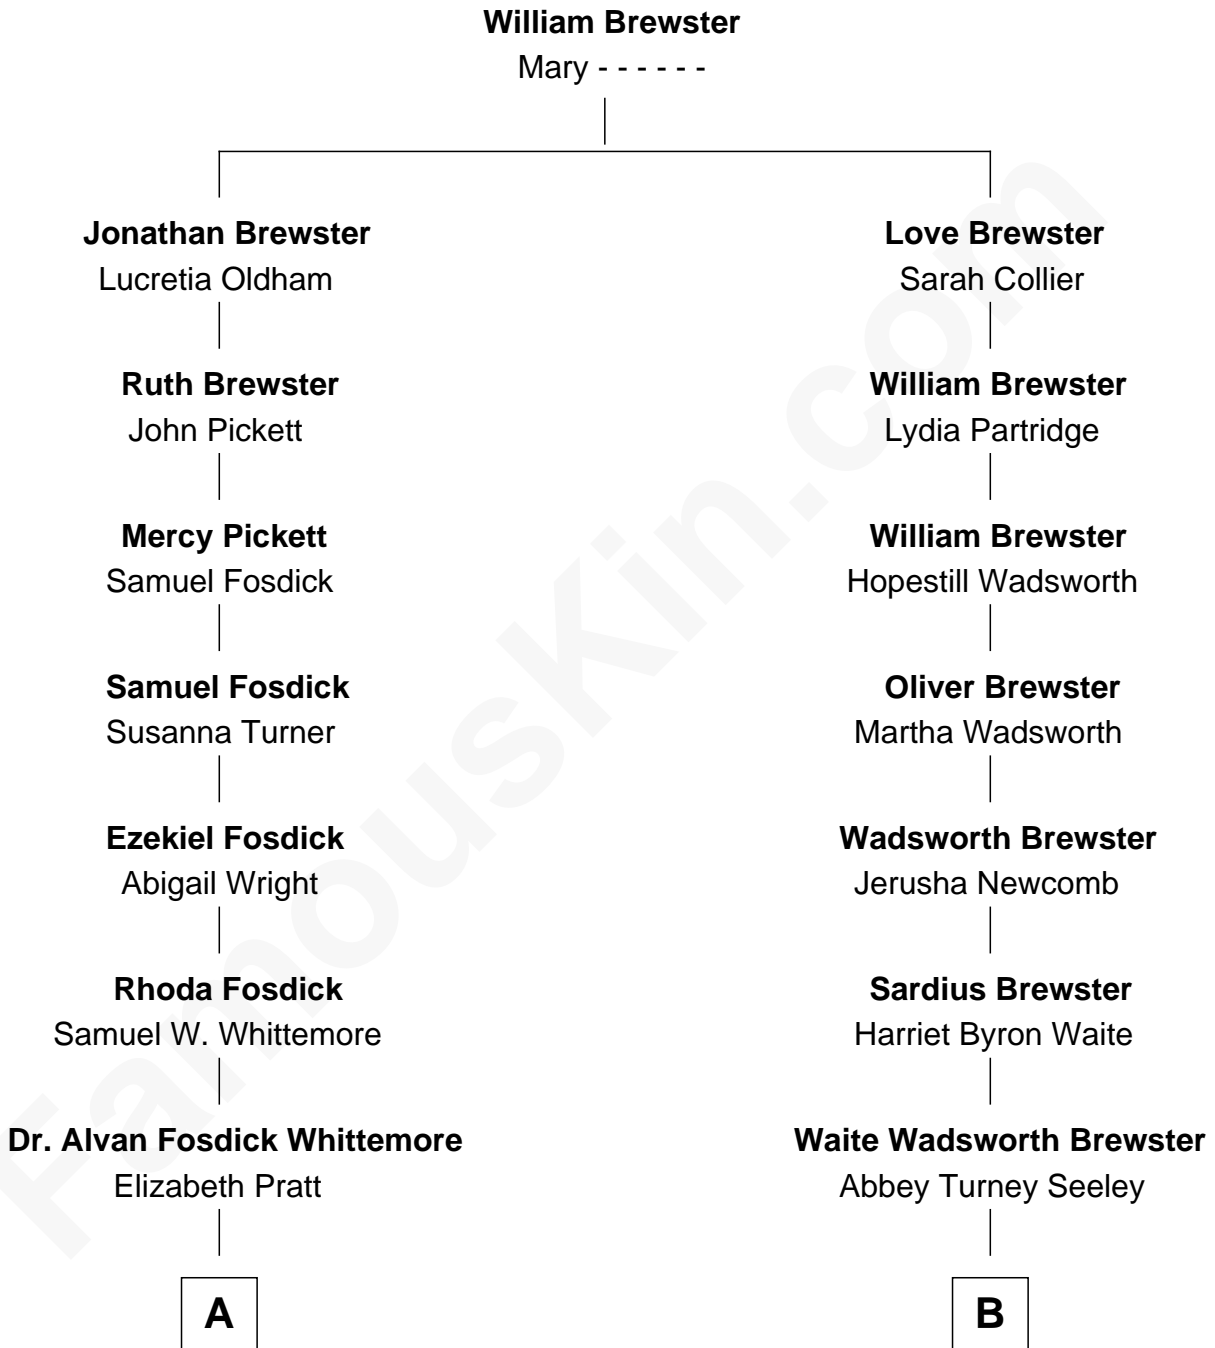 William Brewster
Mary - - - - - -
Jonathan Brewster
Lucretia Oldham
Love Brewster
Sarah Collier
Ruth Brewster
John Pickett
William Brewster
Lydia Partridge
Mercy Pickett
Samuel Fosdick
William Brewster
Hopestill Wadsworth
Samuel Fosdick
Susanna Turner
Oliver Brewster
Martha Wadsworth
Ezekiel Fosdick
Abigail Wright
Wadsworth Brewster
Jerusha Newcomb
Rhoda Fosdick
Samuel W. Whittemore
Sardius Brewster
Harriet Byron Waite
Dr. Alvan Fosdick Whittemore
Elizabeth Pratt
Waite Wadsworth Brewster
Abbey Turney Seeley
A
B
FamousKin.com